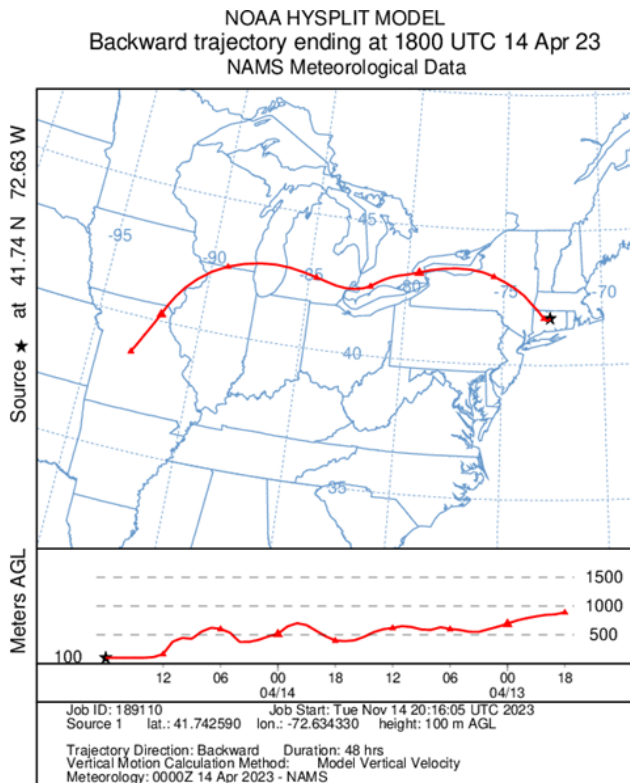 NOAA HYSPLIT MODEL
Backward trajectory ending at 1800 UTC 14 Apr 23
NAMS Meteorological Data
Source ★ at 41.74 N 72.63 W
-95
-90
-85
-80
-75
-70
45
40
35
Meters AGL
1500
1000
500
100
12 06 00 18 12 06 00 18
04/14 04/13
Job ID: 189110 Job Start: Tue Nov 14 20:16:05 UTC 2023
Source 1 lat.: 41.742590 lon.: -72.634330 height: 100 m AGL
Trajectory Direction: Backward Duration: 48 hrs
Vertical Motion Calculation Method: Model Vertical Velocity
Meteorology: 0000Z 14 Apr 2023 - NAMS